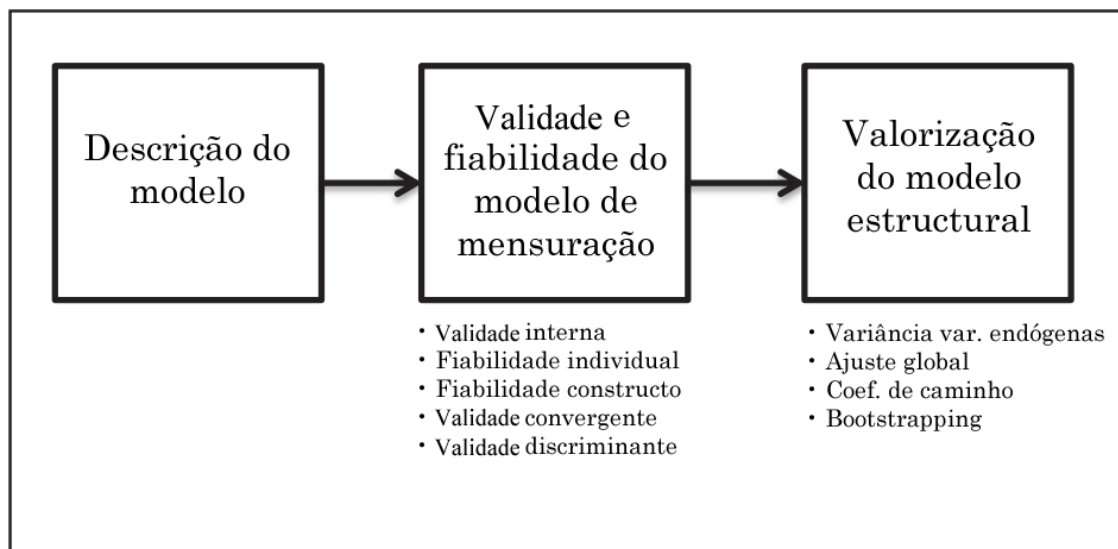 Descrição do
modelo
Validade e
fiabilidade do
modelo de
mensuração
Valorização
do modelo
estructural
• Validade interna
• Fiabilidade individual
• Fiabilidade constructo
• Validade convergente
• Validade discriminante
• Variância var. endógenas
• Ajuste global
• Coef. de caminho
• Bootstrapping